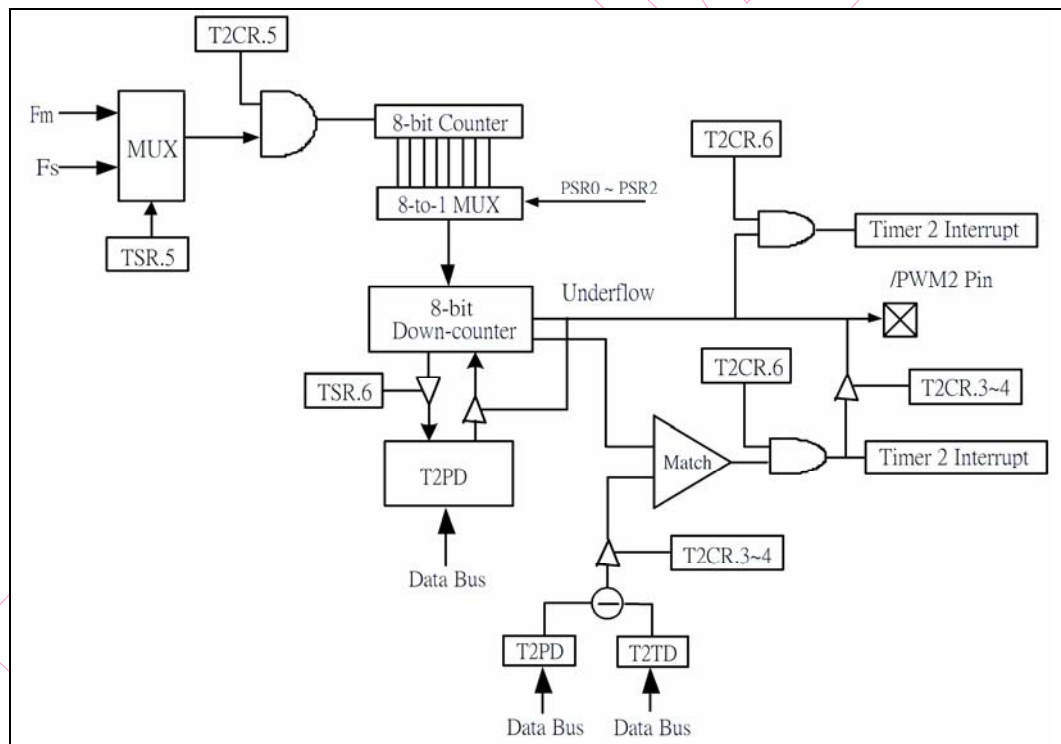 T2CR.5
Fm
Fs
MUX
TSR.5
8-bit Counter
8-to-1 MUX
PSR0 ~ PSR2
T2CR.6
Timer 2 Interrupt
/PWM2 Pin
8-bit
Down-counter
Underflow
TSR.6
T2PD
Data Bus
T2CR.6
Match
T2CR.3~4
Timer 2 Interrupt
T2CR.3~4
T2PD
T2TD
Data Bus
Data Bus